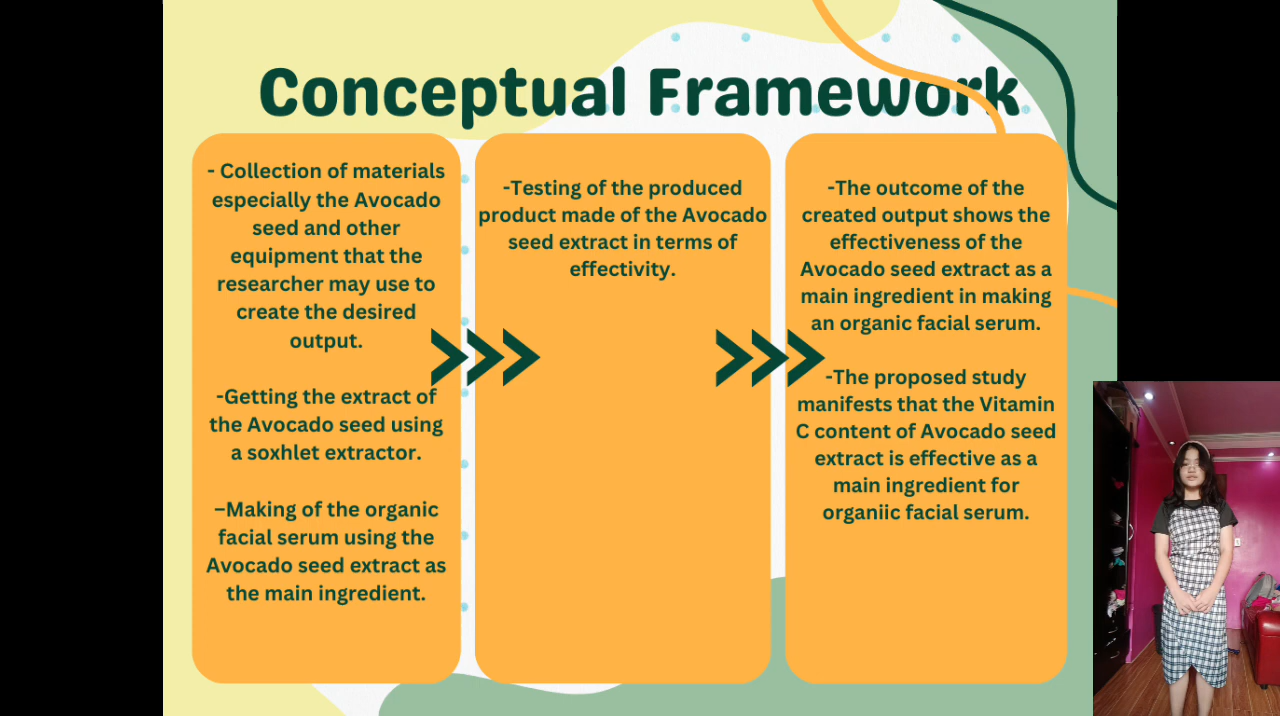 Conceptual Framework
- Collection of materials
especially the Avocado
seed and other
equipment that the
researcher may use to
create the desired
output.
-Getting the extract of
the Avocado seed using
a soxhlet extractor.
–Making of the organic
facial serum using the
Avocado seed extract as
the main ingredient.
-Testing of the produced
product made of the Avocado
seed extract in terms of
effectivity.
-The outcome of the
created output shows the
effectiveness of the
Avocado seed extract as a
main ingredient in making
an organic facial serum.
-The proposed study
manifests that the Vitamin
C content of Avocado seed
extract is effective as a
main ingredient for
organiic facial serum.